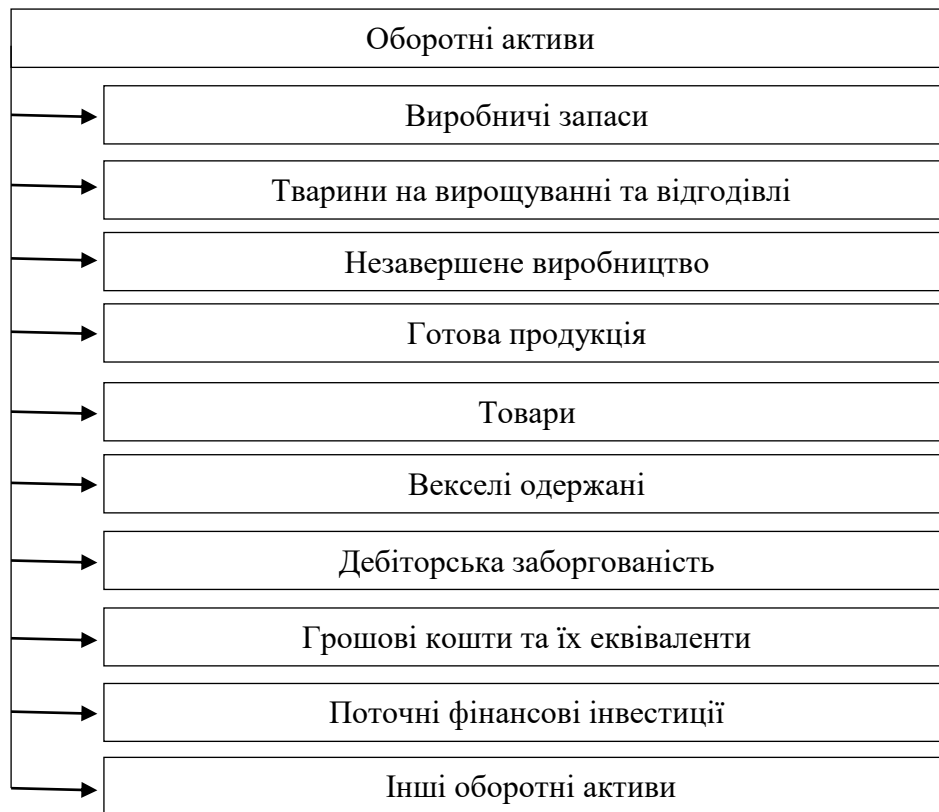 Оборотні активи
Виробничі запаси
Тварини на вирощуванні та відгодівлі
Незавершене виробництво
Готова продукція
Товари
Векселі одержані
Дебіторська заборгованість
Грошові кошти та їх еквіваленти
Поточні фінансові інвестиції
Інші оборотні активи